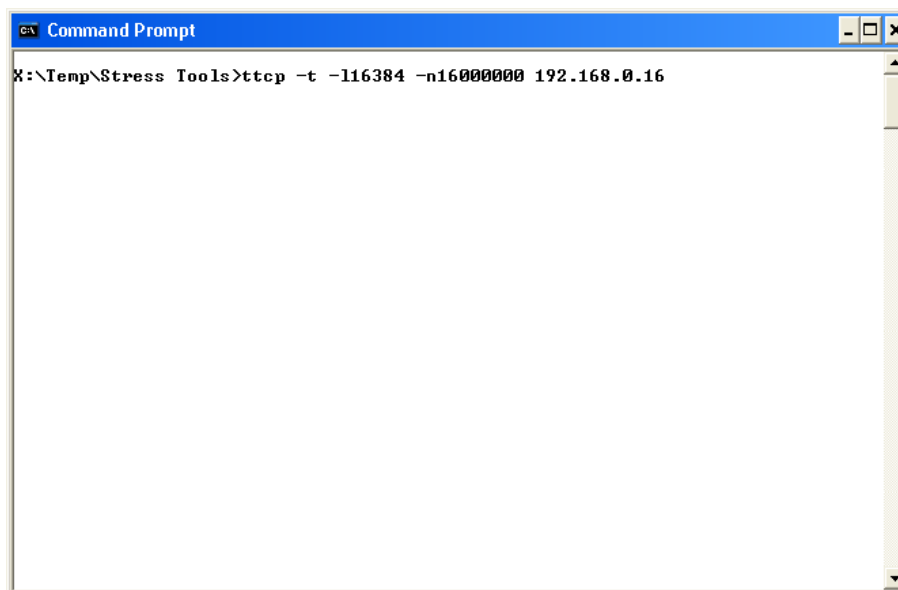 Command Prompt
X:\Temp\Stress Tools>ttcp -t -l16384 -n16000000 192.168.0.16